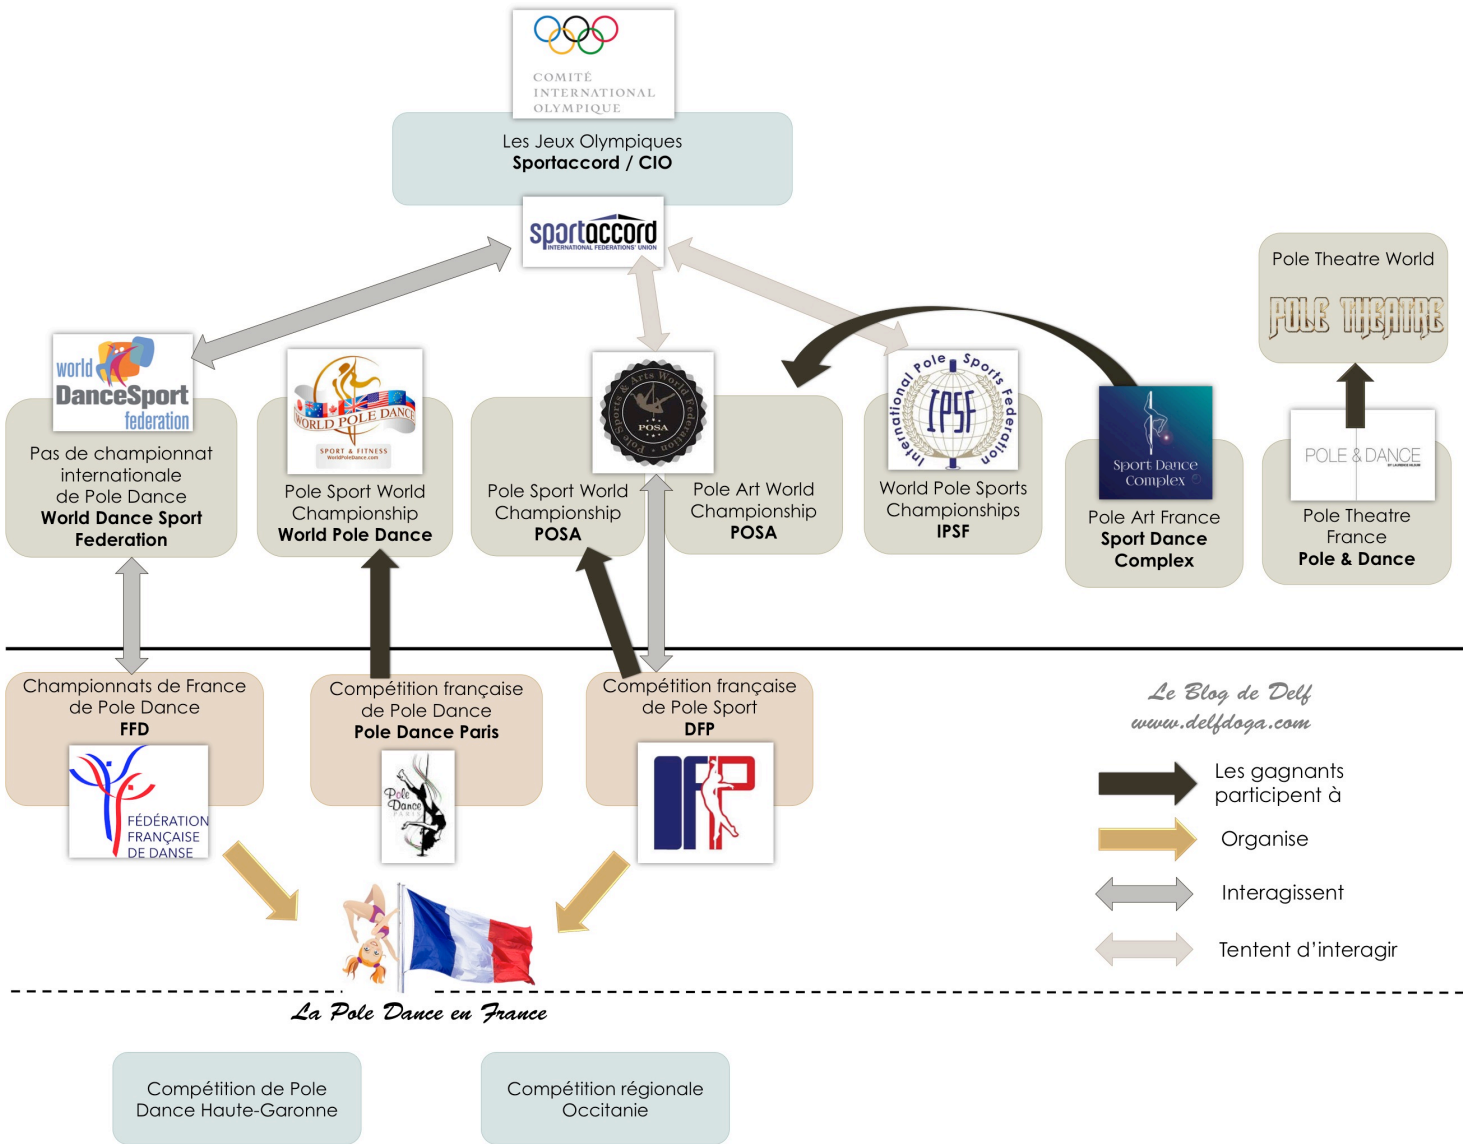 COMITÉ
INTERNATIONAL
OLYMPIQUE
Les Jeux Olympiques
Sportaccord / CIO
sportaccord
INTERNATIONAL FEDERATIONS' UNION
Pole Theatre World
POLE THEATRE
world
DanceSport
federation
Pas de championnat
internationale
de Pole Dance
World Dance Sport
Federation
WORLD POLE DANCE
SPORT & FITNESS
WorldPoleDance.com
Pole Sport World
Championship
World Pole Dance
Pole Sports & Arts World Federation
POSA
Pole Sport World
Championship
POSA
Pole Art World
Championship
POSA
International Pole Sports Federation
IPSF
World Pole Sports
Championships
IPSF
Sport Dance
Complex
Pole Art France
Sport Dance
Complex
POLE & DANCE
Pole Theatre
France
Pole & Dance
Championnats de France
de Pole Dance
FFD
FÉDÉRATION
FRANÇAISE
DE DANSE
Compétition française
de Pole Dance
Pole Dance Paris
Pole
Dance
PARIS
Compétition française
de Pole Sport
DFP
DFP
Le Blog de Delf
www.delfdoga.com
Les gagnants
participent à
Organise
Interagissent
Tentent d'interagir
La Pole Dance en France
Compétition de Pole
Dance Haute-Garonne
Compétition régionale
Occitanie